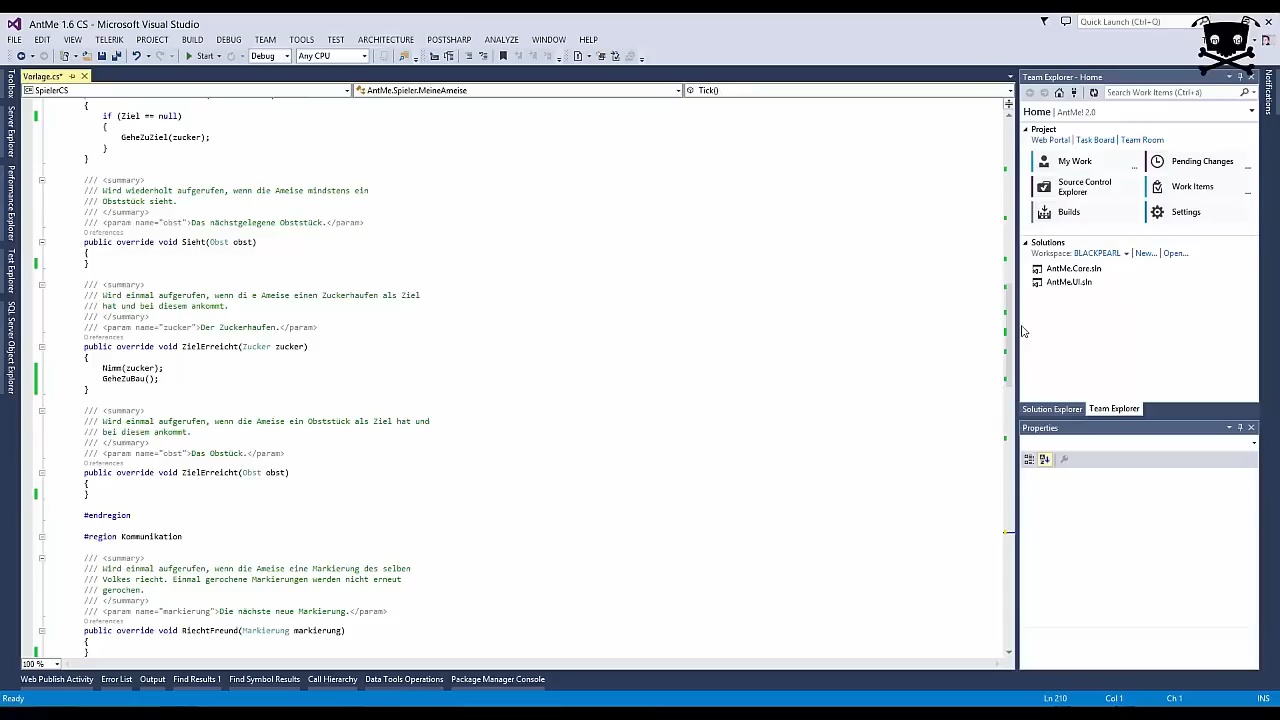 AntMe 1.6 CS - Microsoft Visual Studio
Quick Launch (Ctrl+Q)
FILE EDIT VIEW TELERIK PROJECT BUILD DEBUG TEAM TOOLS TEST ARCHITECTURE POSTSHARP ANALYZE WINDOW HELP
Start Debug Any CPU
Vorlage.cs*
SpielerCS AntMe.Spieler.MeineAmeise Tick()
Toolbox
Server Explorer
Performance Explorer
Test Explorer
SQL Server Object Explorer
{
if (Ziel == null)
{
GeheZuZiel(zucker);
}
}
/// <summary>
/// Wird wiederholt aufgerufen, wenn die Ameise mindestens ein
/// Obststück sieht.
/// </summary>
/// <param name="obst">Das nächstgelegene Obststück.</param>
0 references
public override void Sieht(Obst obst)
{
}
/// <summary>
/// Wird einmal aufgerufen, wenn di e Ameise einen Zuckerhaufen als Ziel
/// hat und bei diesem ankommt.
/// </summary>
/// <param name="zucker">Der Zuckerhaufen.</param>
0 references
public override void ZielErreicht(Zucker zucker)
{
Nimm(zucker);
GeheZuBau();
}
/// <summary>
/// Wird einmal aufgerufen, wenn die Ameise ein Obststück als Ziel hat und
/// bei diesem ankommt.
/// </summary>
/// <param name="obst">Das Obstück.</param>
0 references
public override void ZielErreicht(Obst obst)
{
}
#endregion
#region Kommunikation
/// <summary>
/// Wird einmal aufgerufen, wenn die Ameise eine Markierung des selben
/// Volkes riecht. Einmal gerochene Markierungen werden nicht erneut
/// gerochen.
/// </summary>
/// <param name="markierung">Die nächste neue Markierung.</param>
0 references
public override void RiechtFreund(Markierung markierung)
{
}
100 %
Team Explorer - Home
Search Work Items (Ctrl+ä)
Home | AntMe! 2.0
Project
Web Portal | Task Board | Team Room
My Work ... Pending Changes ...
Source Control Explorer Work Items ...
Builds Settings
Solutions
Workspace: BLACKPEARL New... | Open...
AntMe.Core.sln
AntMe.UI.sln
Solution Explorer Team Explorer
Properties
Notifications
Web Publish Activity Error List Output Find Results 1 Find Symbol Results Call Hierarchy Data Tools Operations Package Manager Console
Ready Ln 210 Col 1 Ch 1 INS